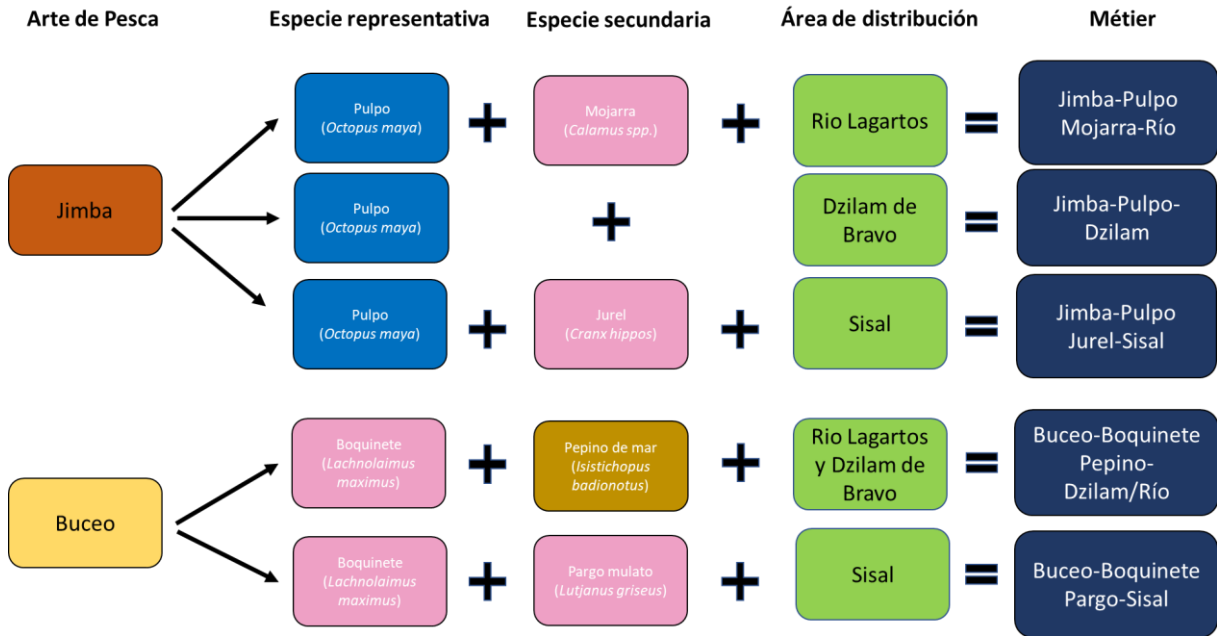 Arte de Pesca
Especie representativa
Especie secundaria
Área de distribución
Métier
Jimba
Pulpo
(Octopus maya)
Mojarra
(Calamus spp.)
Rio Lagartos
Jimba-Pulpo
Mojarra-Río
Pulpo
(Octopus maya)
Dzilam de
Bravo
Jimba-Pulpo-
Dzilam
Pulpo
(Octopus maya)
Jurel
(Cranx hippos)
Sisal
Jimba-Pulpo
Jurel-Sisal
Buceo
Boquinete
(Lachnolaimus
maximus)
Pepino de mar
(Isistichopus
badionotus)
Rio Lagartos
y Dzilam de
Bravo
Buceo-Boquinete
Pepino-
Dzilam/Río
Boquinete
(Lachnolaimus
maximus)
Pargo mulato
(Lutjanus griseus)
Sisal
Buceo-Boquinete
Pargo-Sisal